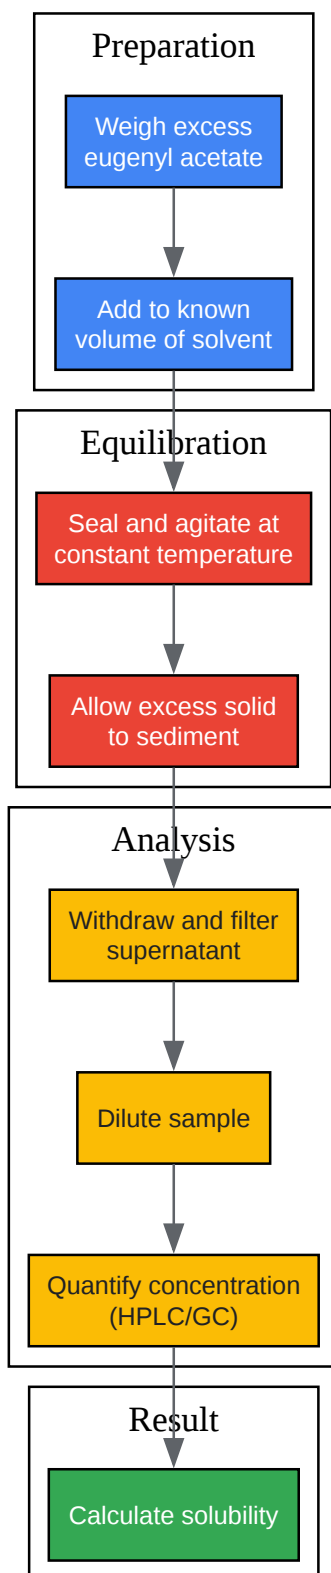 Preparation
Weigh excess
eugenyl acetate
Add to known
volume of solvent
Equilibration
Seal and agitate at
constant temperature
Allow excess solid
to sediment
Analysis
Withdraw and filter
supernatant
Dilute sample
Quantify concentration
(HPLC/GC)
Result
Calculate solubility